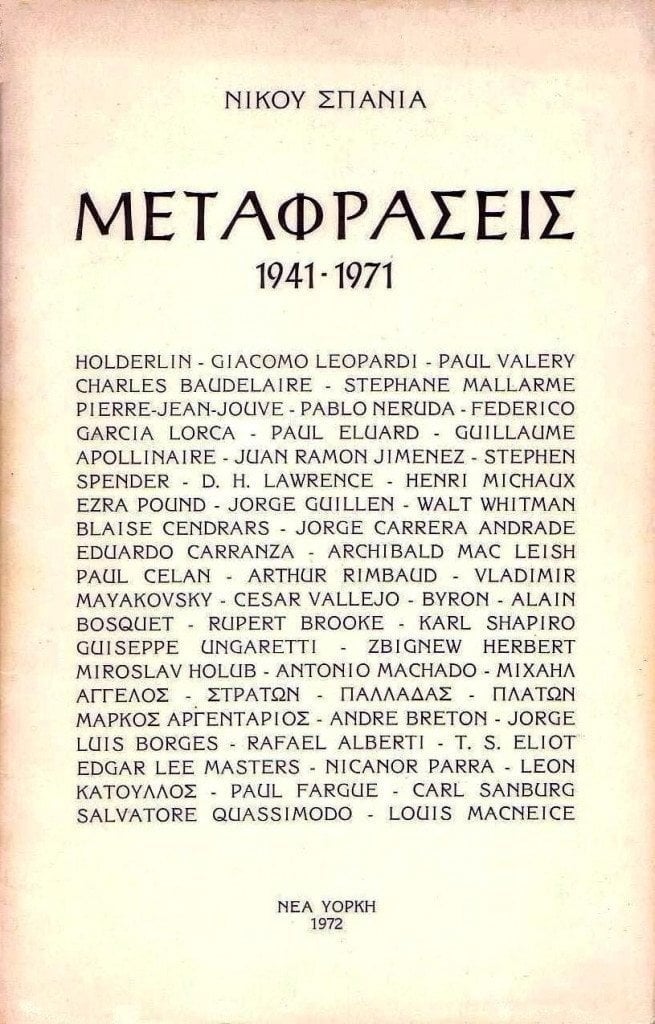 ΝΙΚΟΥ ΣΠΑΝΙΑ
ΜΕΤΑΦΡΑΣΕΙΣ
1941-1971
HOLDERLIN - GIACOMO LEOPARDI - PAUL VALERY
CHARLES BAUDELAIRE - STEPHANE MALLARME
PIERRE-JEAN-JOUVE - PABLO NERUDA - FEDERICO
GARCIA LORCA - PAUL ELUARD - GUILLAUME
APOLLINAIRE - JUAN RAMON JIMENEZ - STEPHEN
SPENDER - D. H. LAWRENCE - HENRI MICHAUX
EZRA POUND - JORGE GUILLEN - WALT WHITMAN
BLAISE CENDRARS - JORGE CARRERA ANDRADE
EDUARDO CARRANZA - ARCHIBALD MAC LEISH
PAUL CELAN - ARTHUR RIMBAUD - VLADIMIR
MAYAKOVSKY - CESAR VALLEJO - BYRON - ALAIN
BOSQUET - RUPERT BROOKE - KARL SHAPIRO
GUISEPPE UNGARETTI - ZBIGNEW HERBERT
MIROSLAV HOLUB - ANTONIO MACHADO - ΜΙΧΑΗΛ
ΑΓΓΕΛΟΣ - ΣΤΡΑΤΩΝ - ΠΑΛΛΑΔΑΣ - ΠΛΑΤΩΝ
ΜΑΡΚΟΣ ΑΡΓΕΝΤΑΡΙΟΣ - ANDRE BRETON - JORGE
LUIS BORGES - RAFAEL ALBERTI - T. S. ELIOT
EDGAR LEE MASTERS - NICANOR PARRA - LEON
ΚΑΤΟΥΛΛΟΣ - PAUL FARGUE - CARL SANBURG
SALVATORE QUASSIMODO - LOUIS MACNEICE
ΝΕΑ ΥΟΡΚΗ
1972